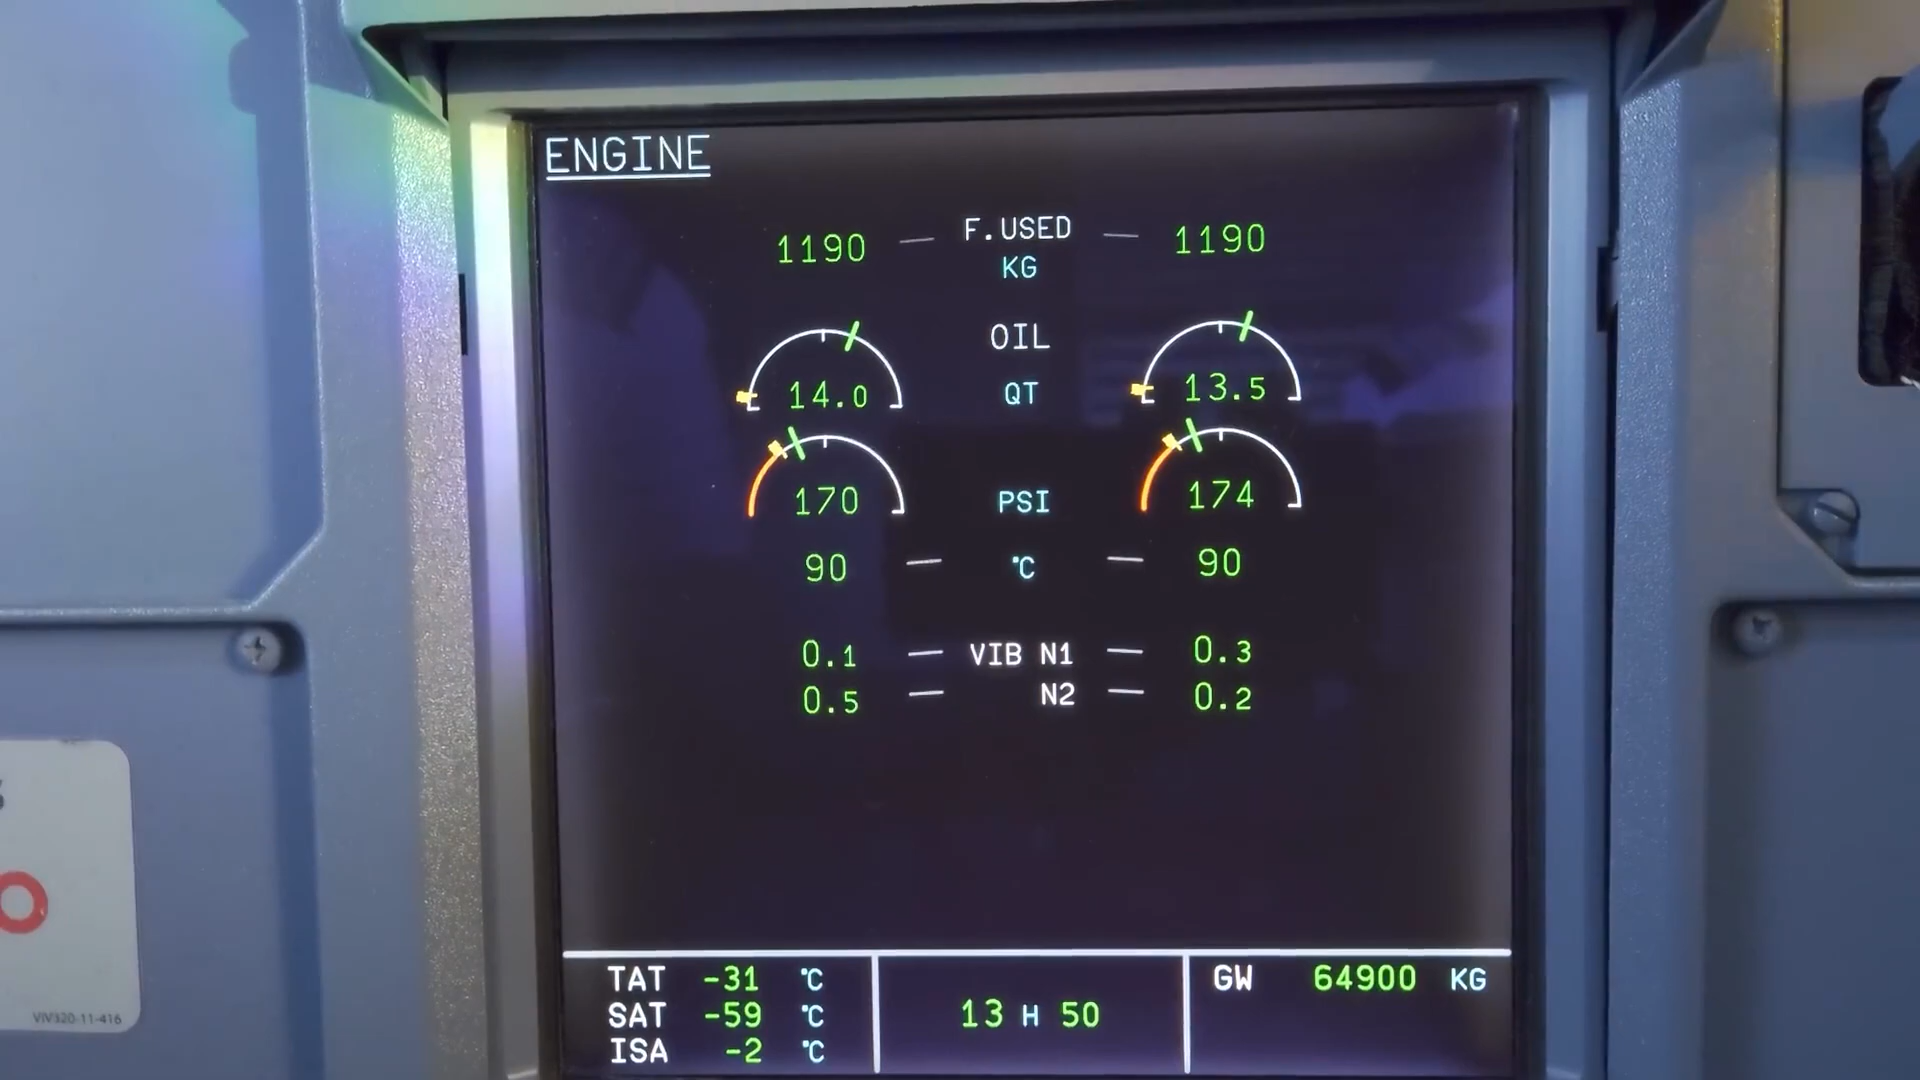 ENGINE
1190 — F.USED — 1190
KG
OIL
14.0 QT 13.5
170 PSI 174
90 — °C — 90
0.1 — VIB N1 — 0.3
0.5 — N2 — 0.2
TAT -31 °C
SAT -59 °C
ISA -2 °C
13 H 50
GW 64900 KG
VIV320-11-416